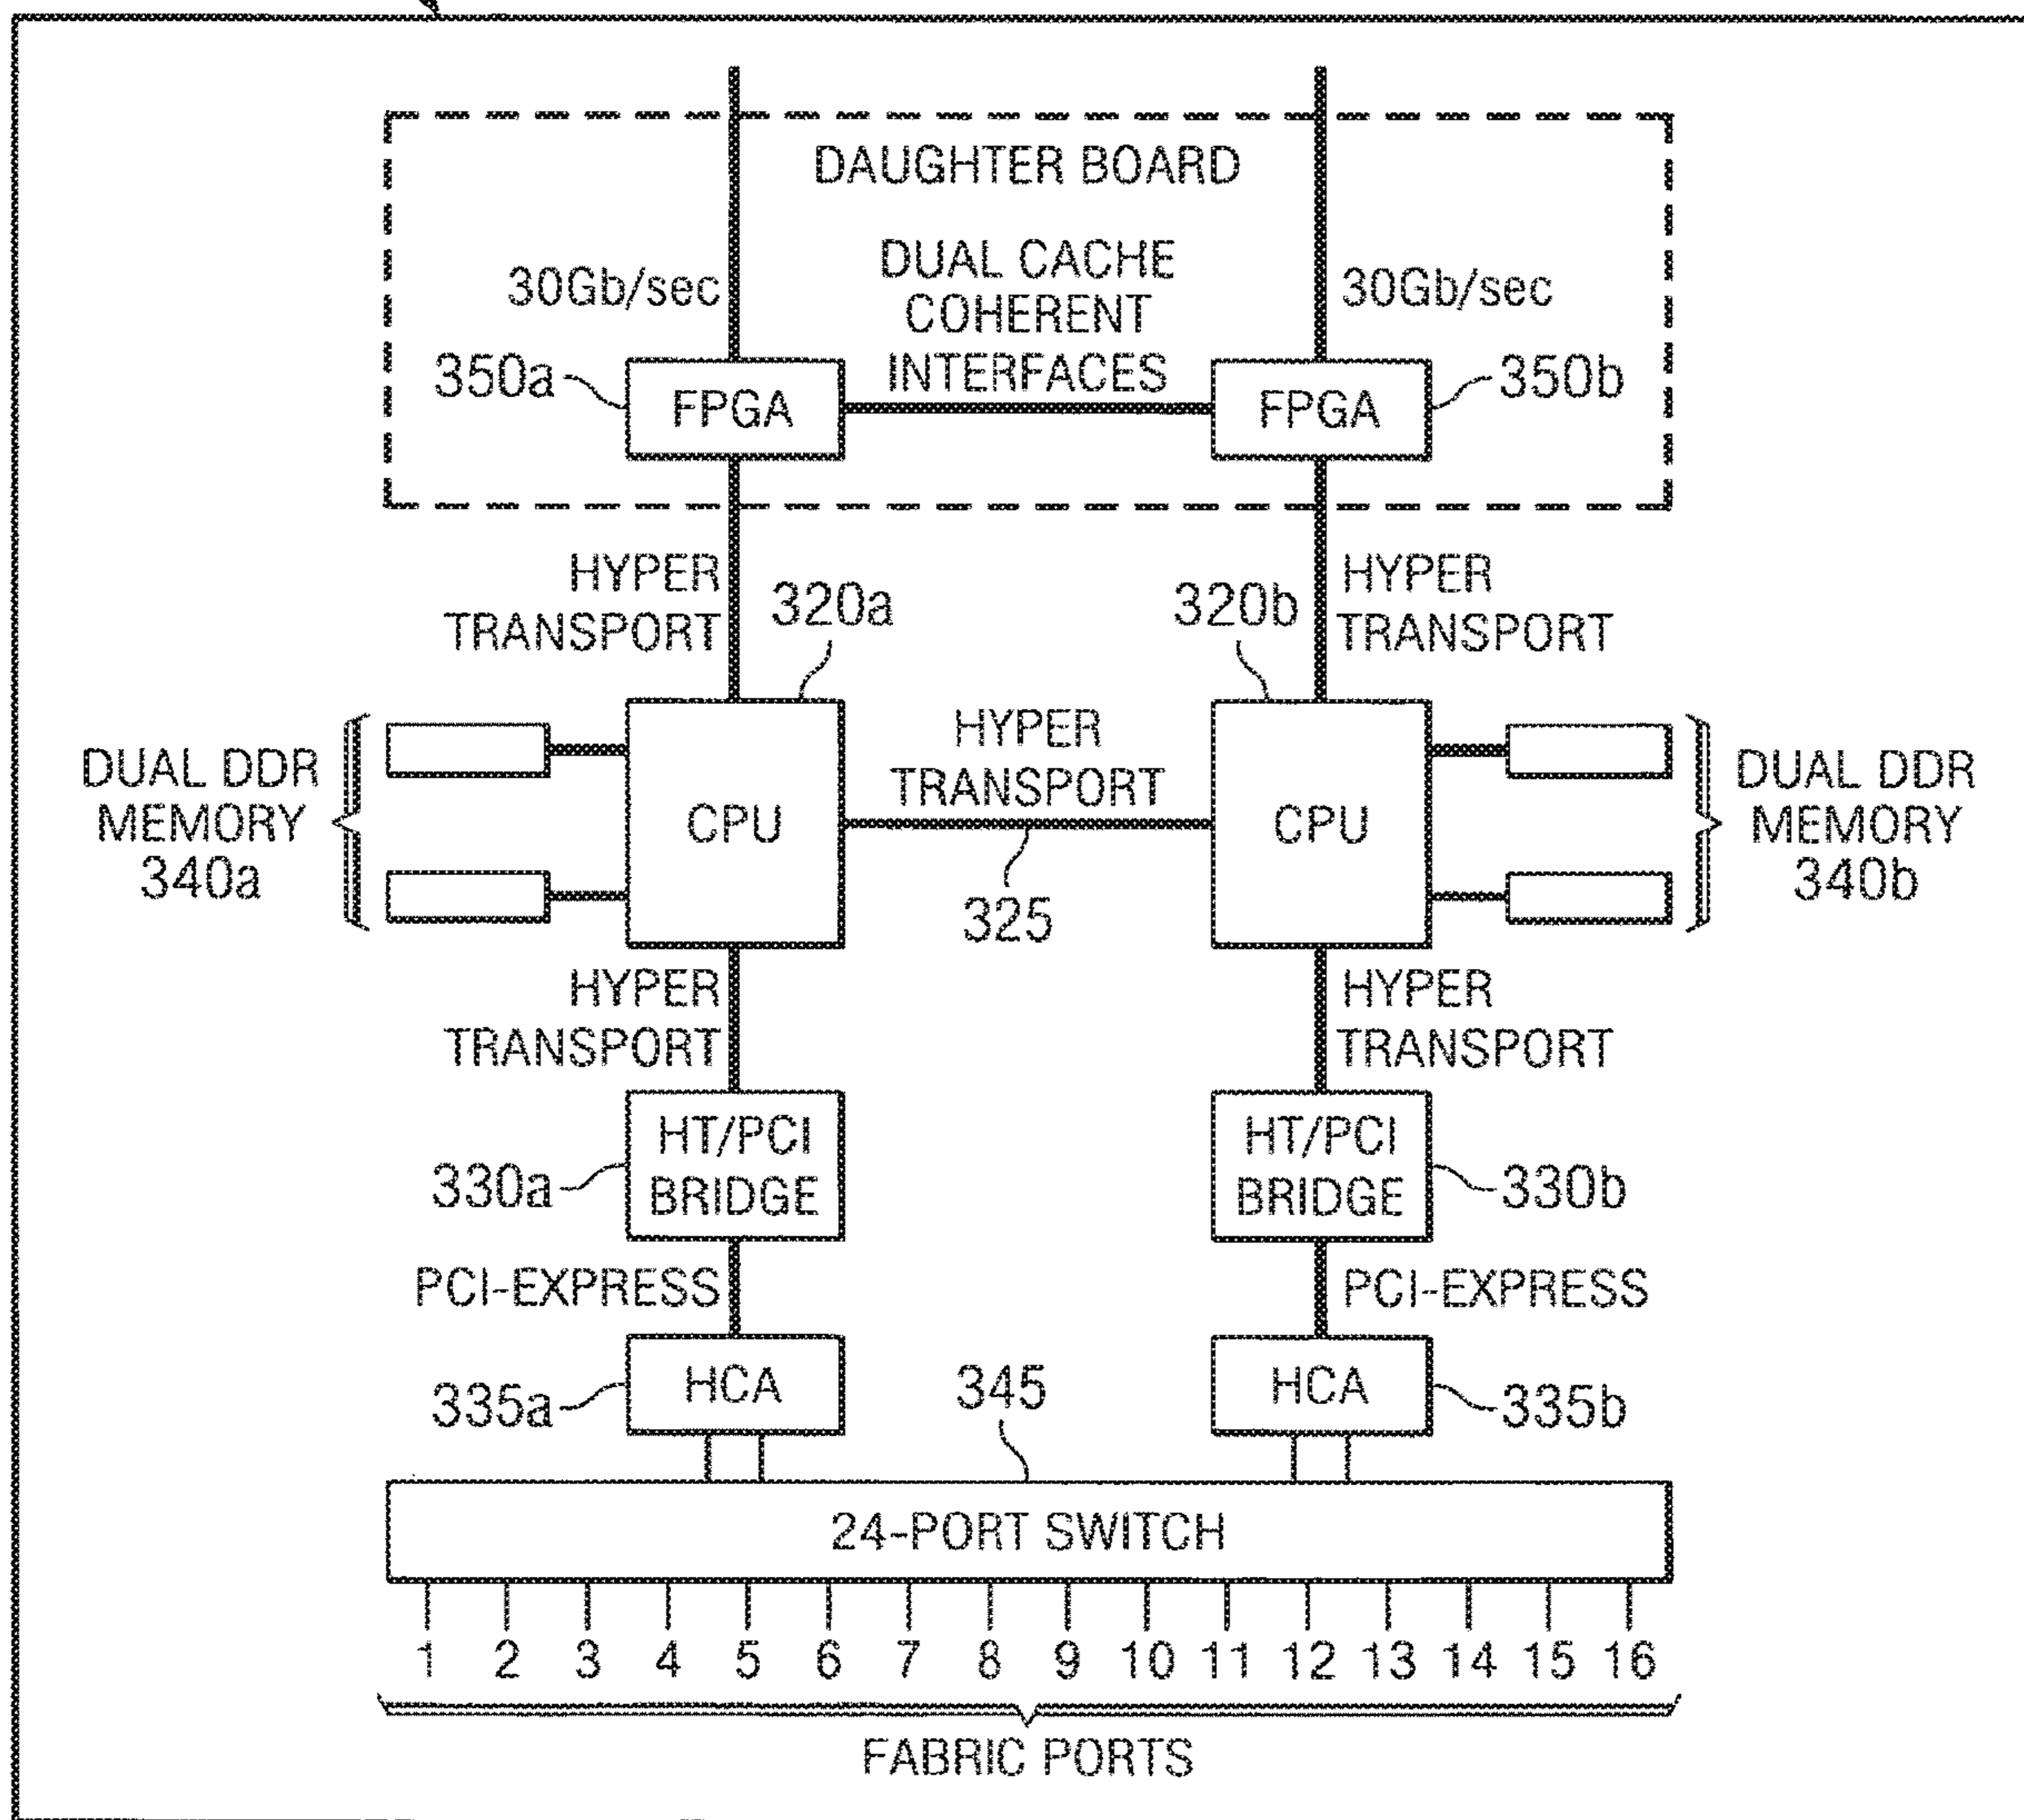 DAUGHTER BOARD
DUAL CACHE
COHERENT
INTERFACES
30Gb/sec
30Gb/sec
350a
FPGA
FPGA
350b
HYPER
TRANSPORT
320a
320b
HYPER
TRANSPORT
DUAL DDR
MEMORY
340a
CPU
HYPER
TRANSPORT
325
CPU
DUAL DDR
MEMORY
340b
HYPER
TRANSPORT
HYPER
TRANSPORT
330a
HT/PCI
BRIDGE
HT/PCI
BRIDGE
330b
PCI-EXPRESS
PCI-EXPRESS
335a
HCA
345
HCA
335b
24-PORT SWITCH
1 2 3 4 5 6 7 8 9 10 11 12 13 14 15 16
FABRIC PORTS